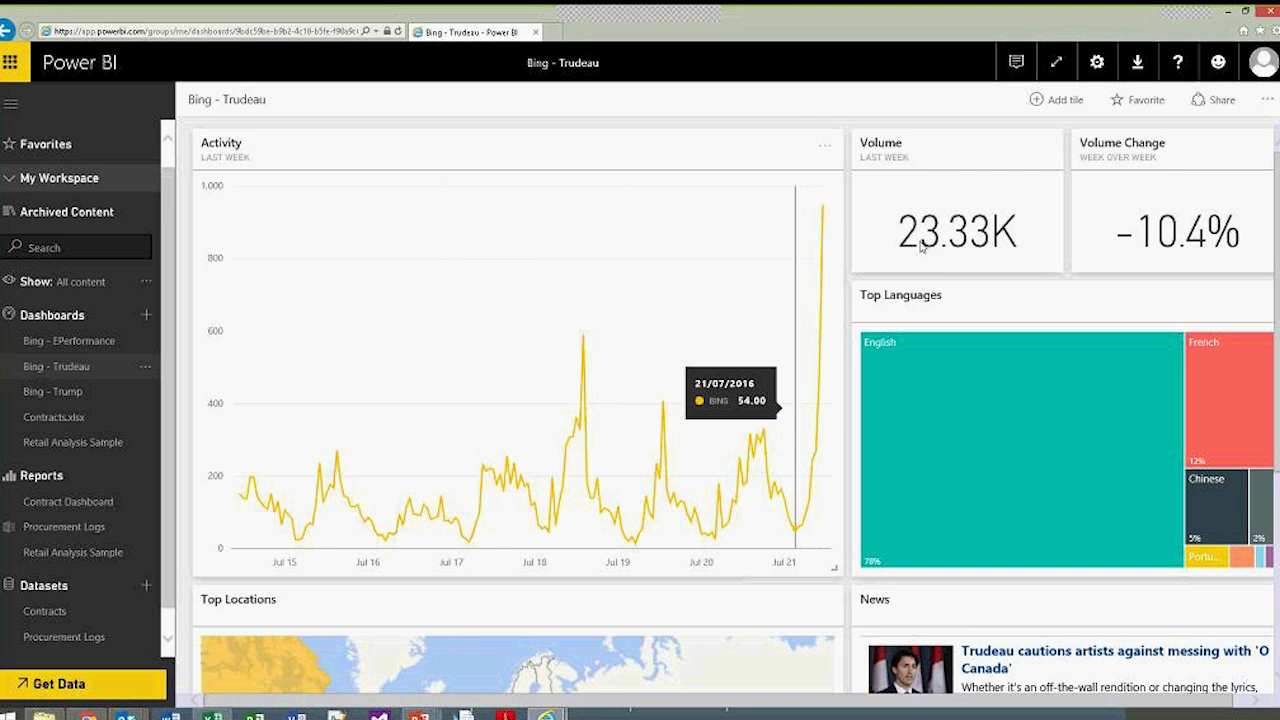 Bing - Trudeau - Power BI
Power BI
Bing - Trudeau
Bing - Trudeau
Add tile
Favorite
Share
Favorites
My Workspace
Archived Content
Search
Show: All content
Dashboards
Bing - EPerformance
Bing - Trudeau
Bing - Trump
Contracts.xlsx
Retail Analysis Sample
Reports
Contract Dashboard
Procurement Logs
Retail Analysis Sample
Datasets
Contracts
Procurement Logs
Get Data
Activity
LAST WEEK
1,000
800
600
400
200
0
Jul 15 Jul 16 Jul 17 Jul 18 Jul 19 Jul 20 Jul 21
21/07/2016
BING 54.00
Volume
LAST WEEK
23.33K
Volume Change
WEEK OVER WEEK
-10.4%
Top Languages
English
78%
French
12%
Chinese
5%
2%
Portu...
Top Locations
News
Trudeau cautions artists against messing with 'O
Canada'
Whether it's an off-the-wall rendition or changing the lyrics,